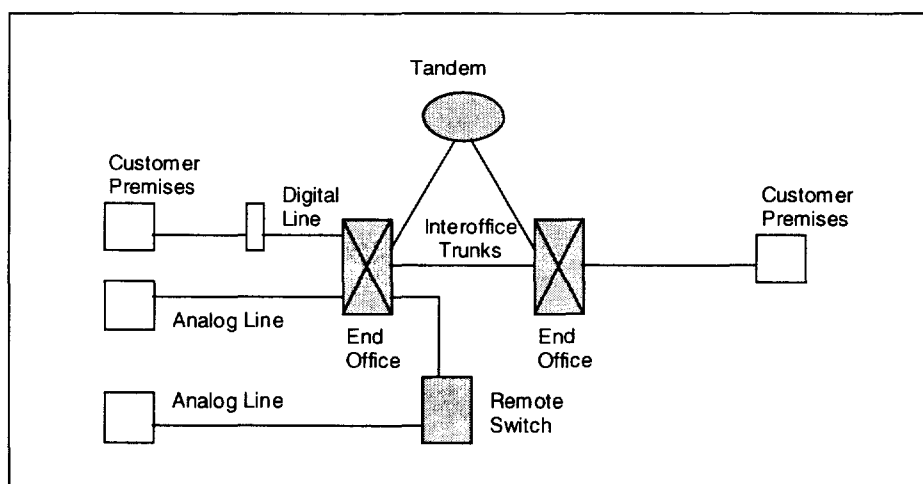 Tandem
Customer
Premises
Digital
Line
Interoffice
Trunks
Customer
Premises
Analog Line
End
Office
End
Office
Analog Line
Remote
Switch